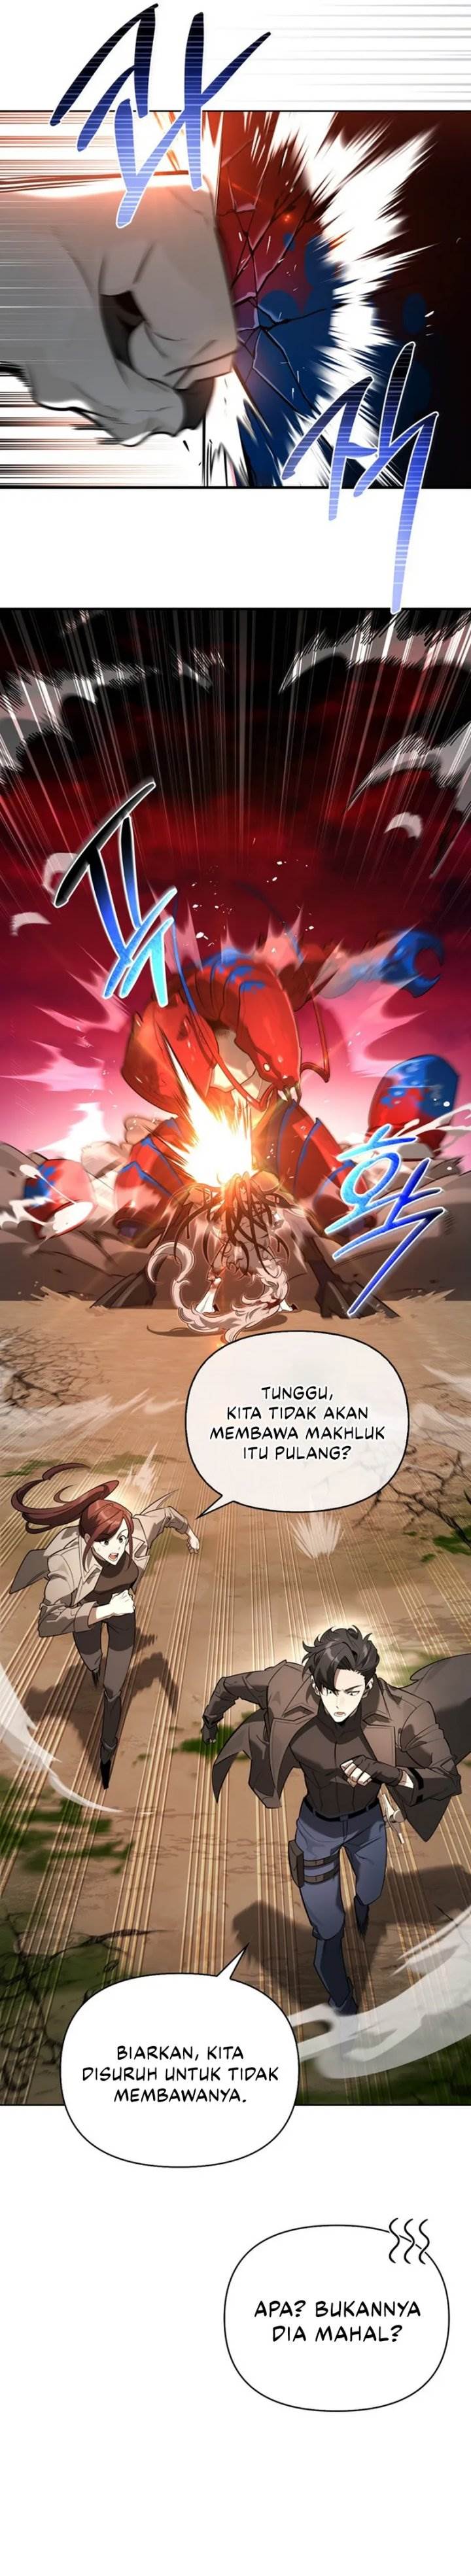 TUNGGU,
KITA TIDAK AKAN
MEMBAWA MAKHLUK
ITU PULANG?
BIARKAN, KITA
DISURUH UNTUK TIDAK
MEMBAWANYA.
APA? BUKANNYA
DIA MAHAL?